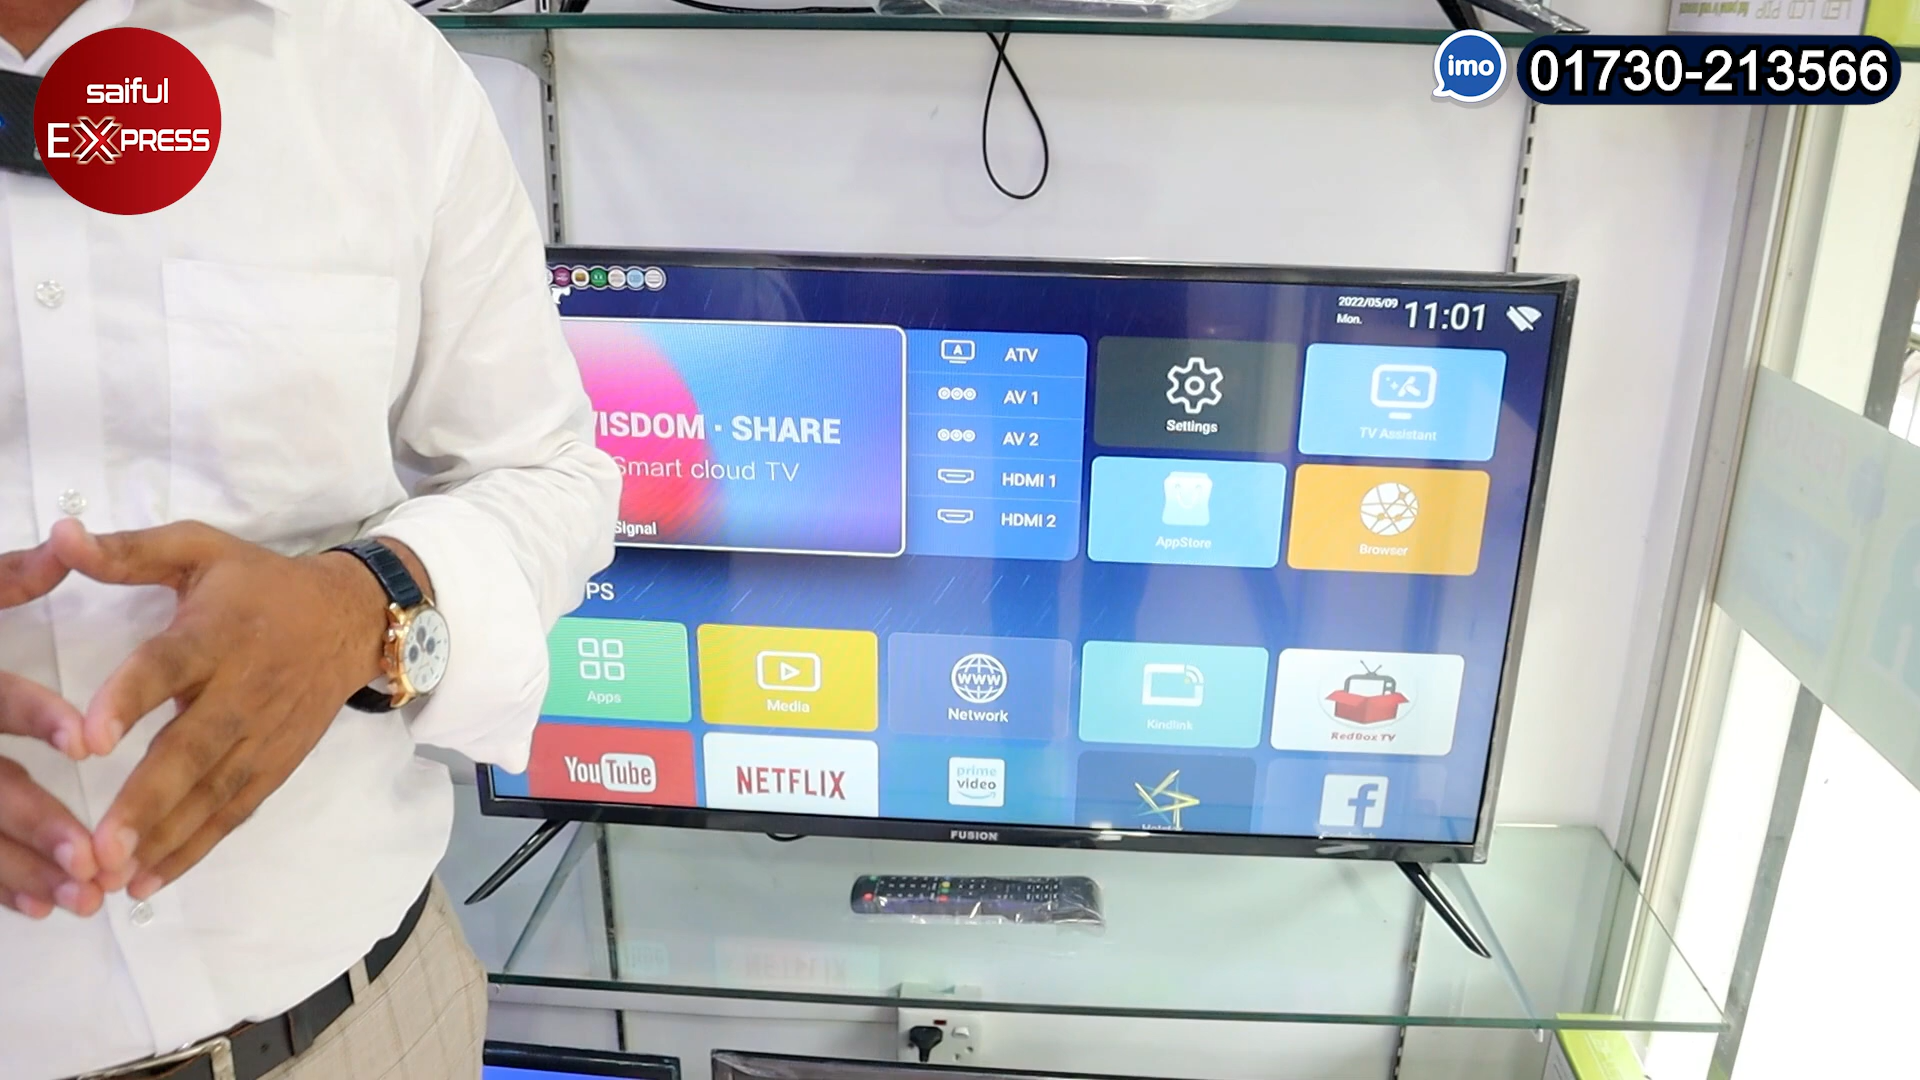 saiful
EXPRESS
imo
01730-213566
2022/05/09
Mon.
11:01
WISDOM · SHARE
Smart cloud TV
Signal
ATV
AV 1
AV 2
HDMI 1
HDMI 2
Settings
TV Assistant
AppStore
Browser
PS
Apps
Media
Network
Kindlink
RedBox TV
YouTube
NETFLIX
prime
video
FUSION